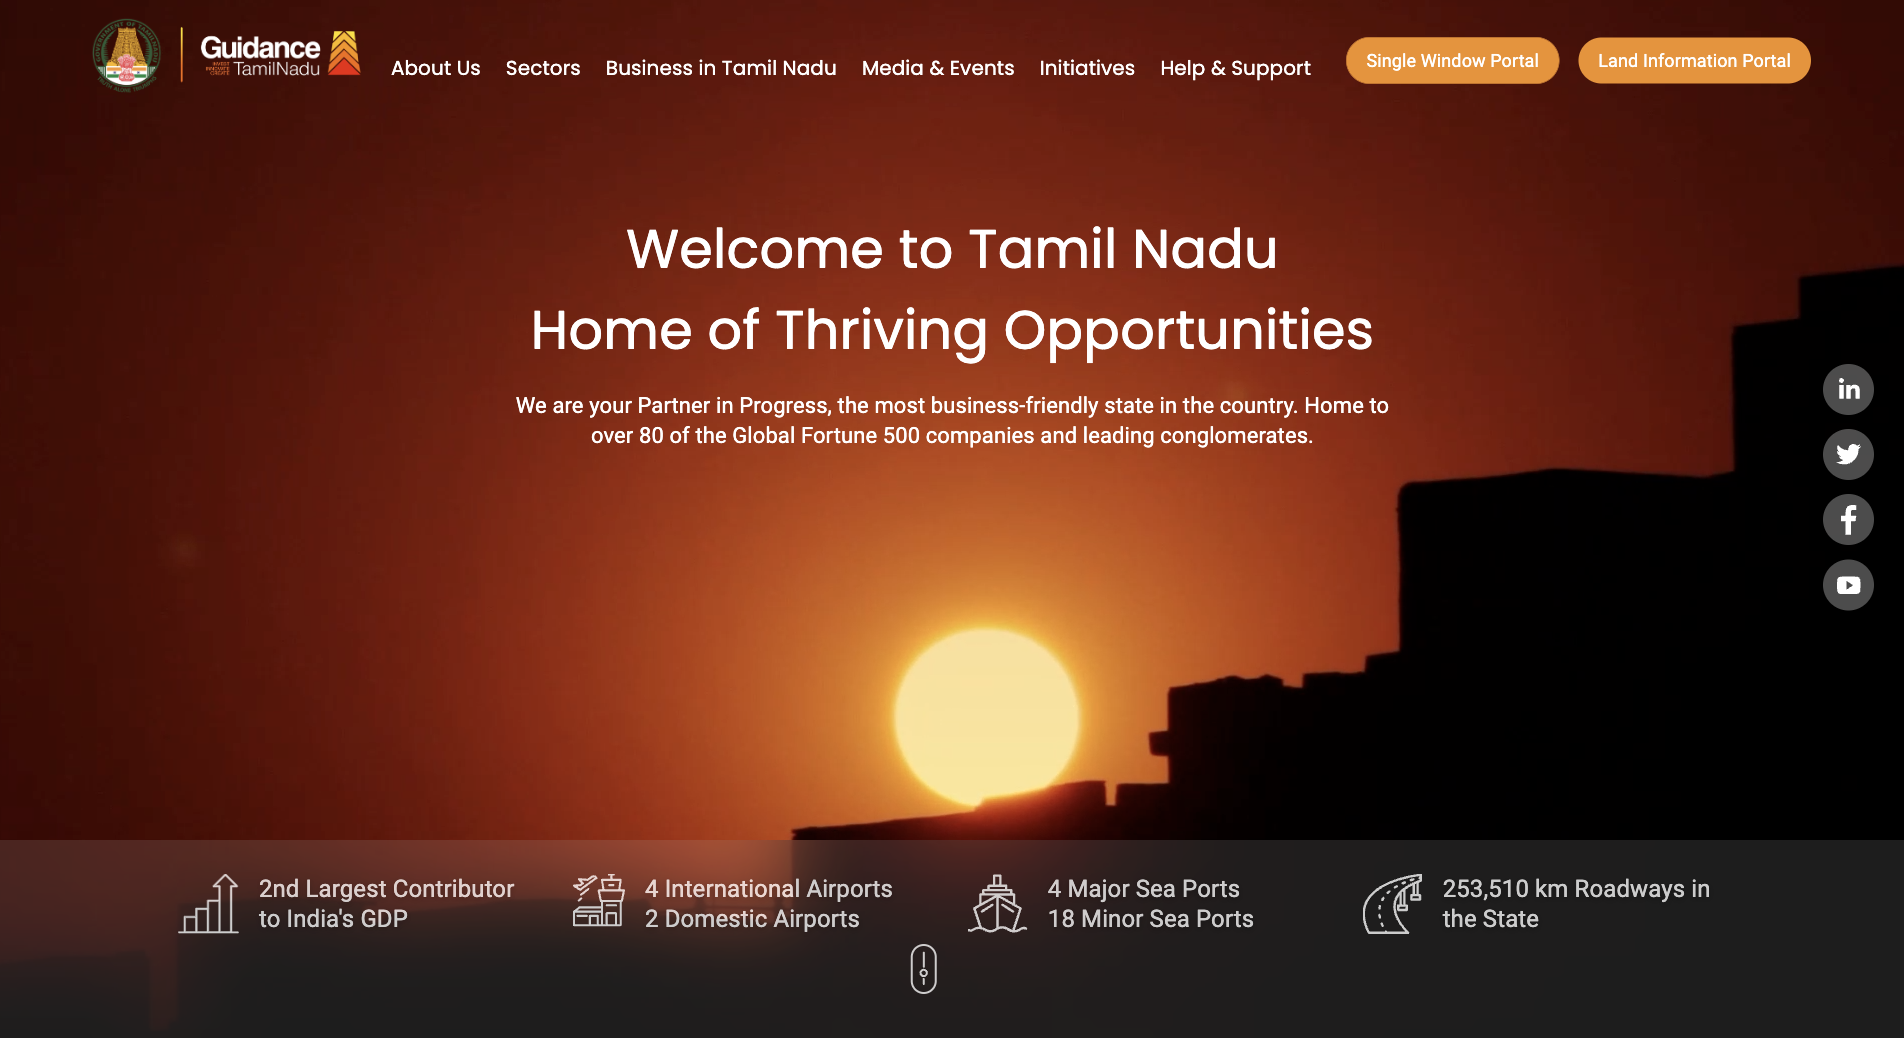 Guidance
TamilNadu
INVEST
INNOVATE
CREATE
About Us
Sectors
Business in Tamil Nadu
Media & Events
Initiatives
Help & Support
Single Window Portal
Land Information Portal
Welcome to Tamil Nadu
Home of Thriving Opportunities
We are your Partner in Progress, the most business-friendly state in the country. Home to
over 80 of the Global Fortune 500 companies and leading conglomerates.
in
2nd Largest Contributor
to India's GDP
4 International Airports
2 Domestic Airports
4 Major Sea Ports
18 Minor Sea Ports
253,510 km Roadways in
the State